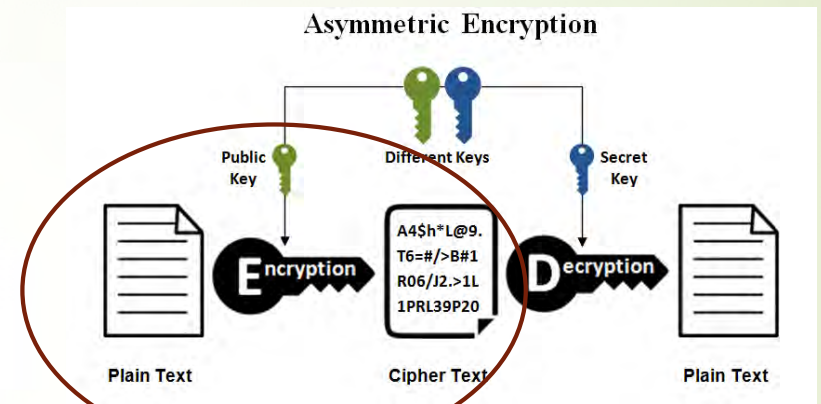 Asymmetric Encryption
Public
Key
Different Keys
Secret
Key
Encryption
A4$h*L@9.
T6=#/>B#1
R06/J2.>1L
1PRL39P20
Decryption
Plain Text
Cipher Text
Plain Text